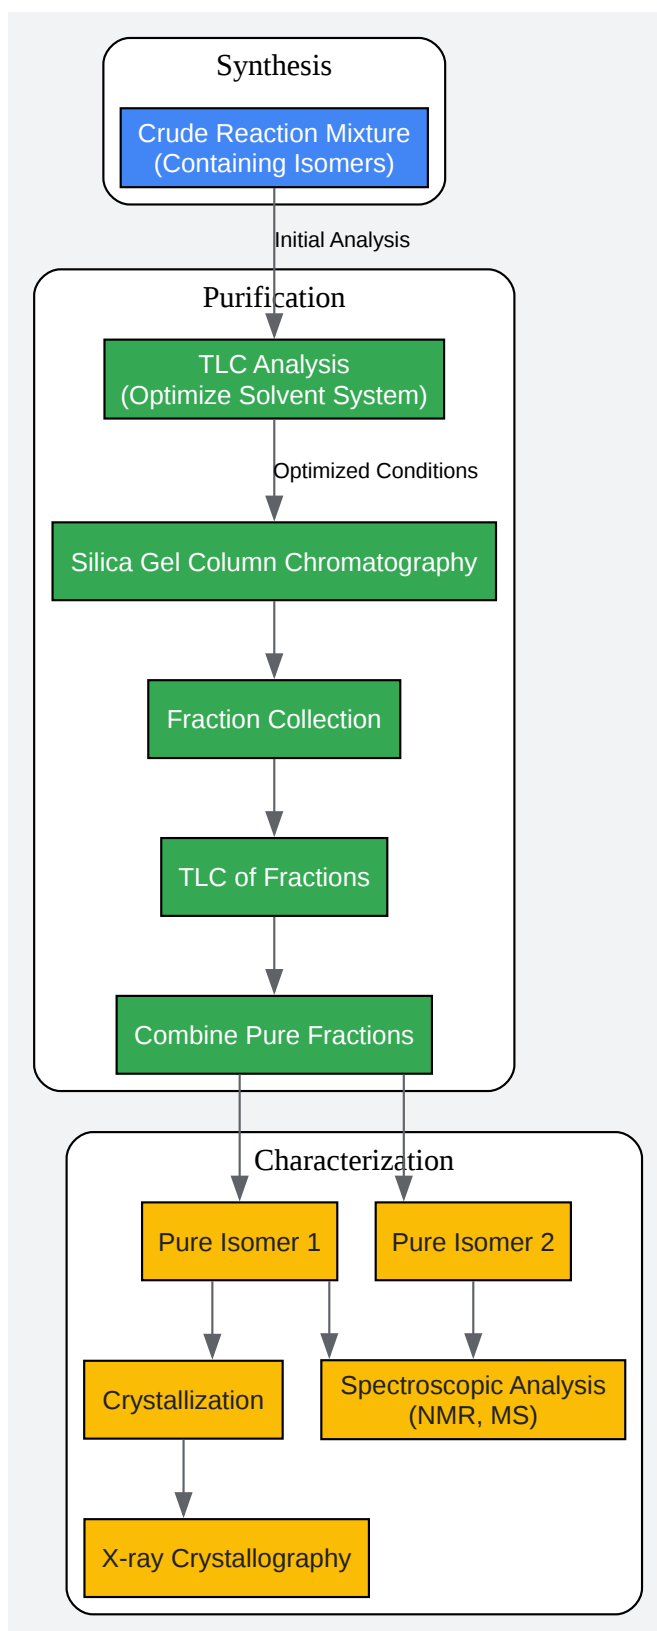 Synthesis
Crude Reaction Mixture
(Containing Isomers)
Initial Analysis
Purification
TLC Analysis
(Optimize Solvent System)
Optimized Conditions
Silica Gel Column Chromatography
Fraction Collection
TLC of Fractions
Combine Pure Fractions
Characterization
Pure Isomer 1
Pure Isomer 2
Crystallization
Spectroscopic Analysis
(NMR, MS)
X-ray Crystallography